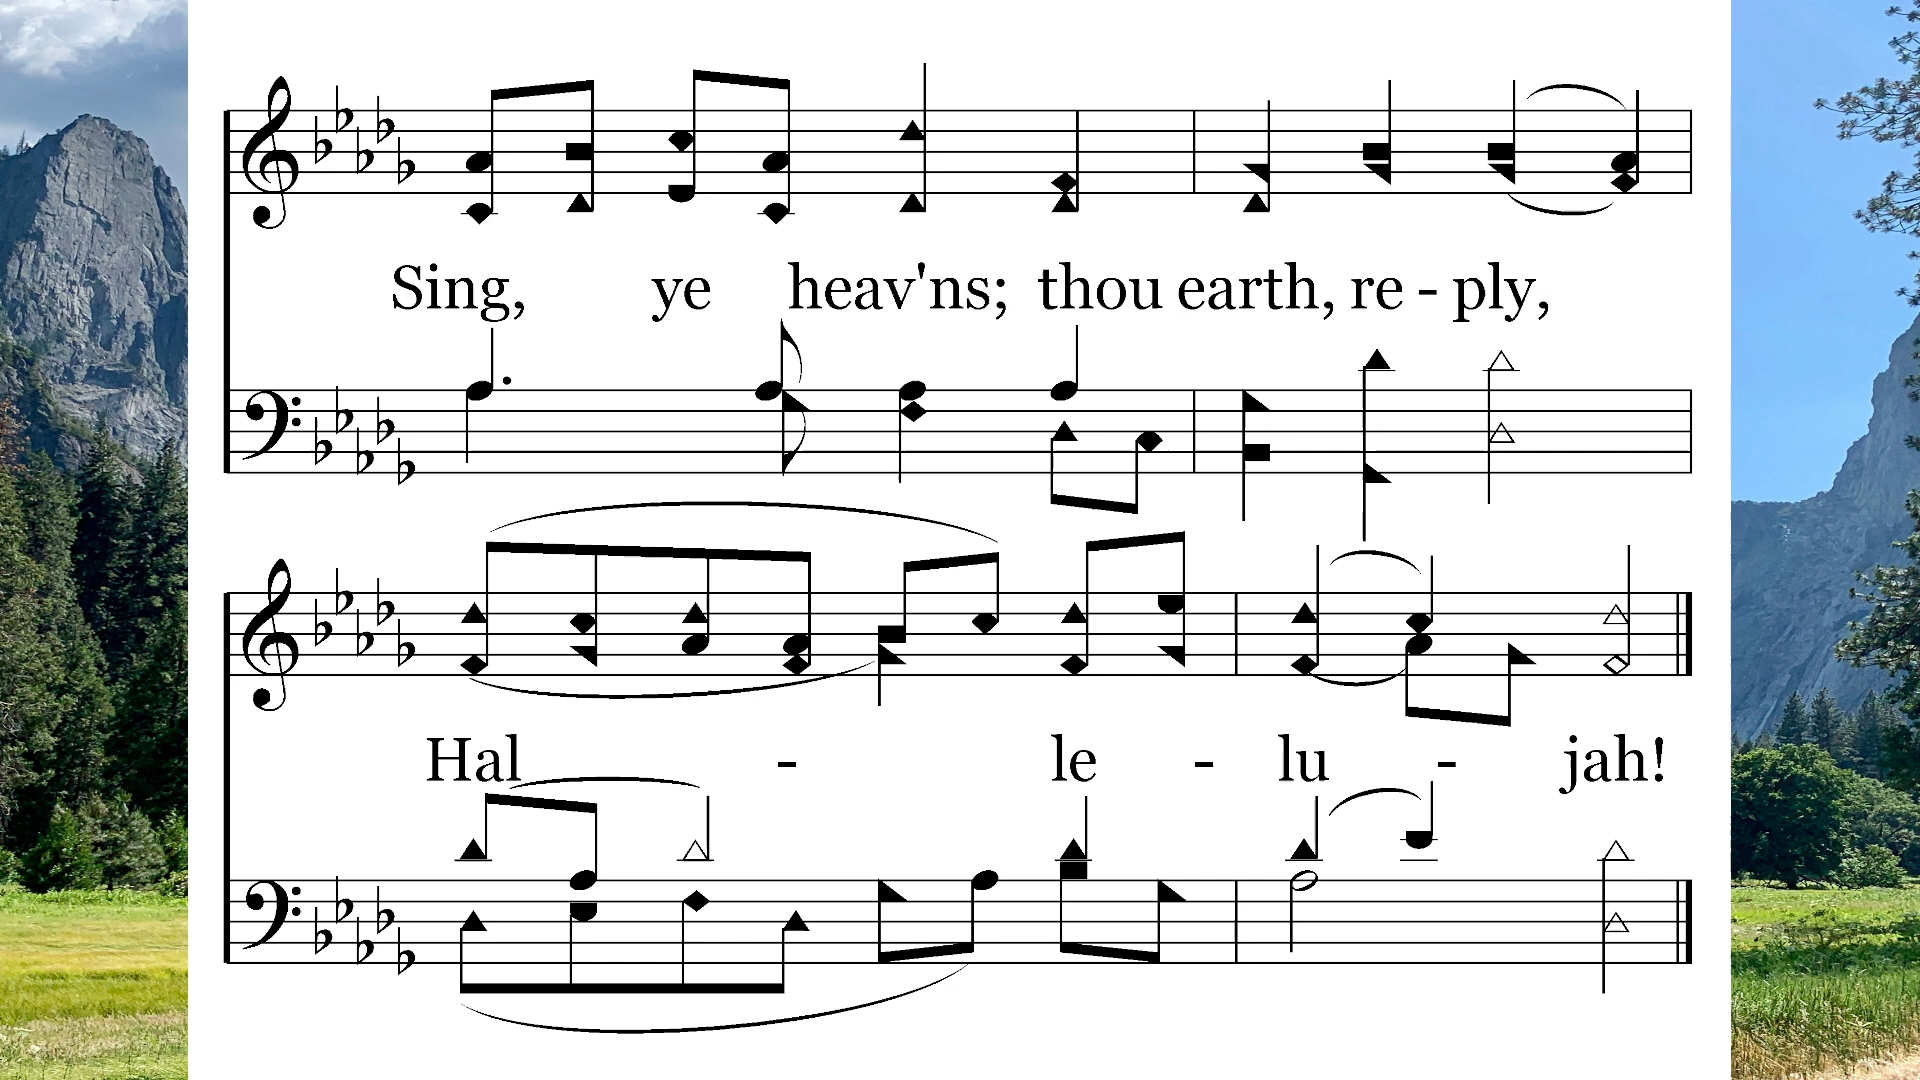 Sing, ye heav'ns; thou earth, re - ply,
Hal - le - lu - jah!